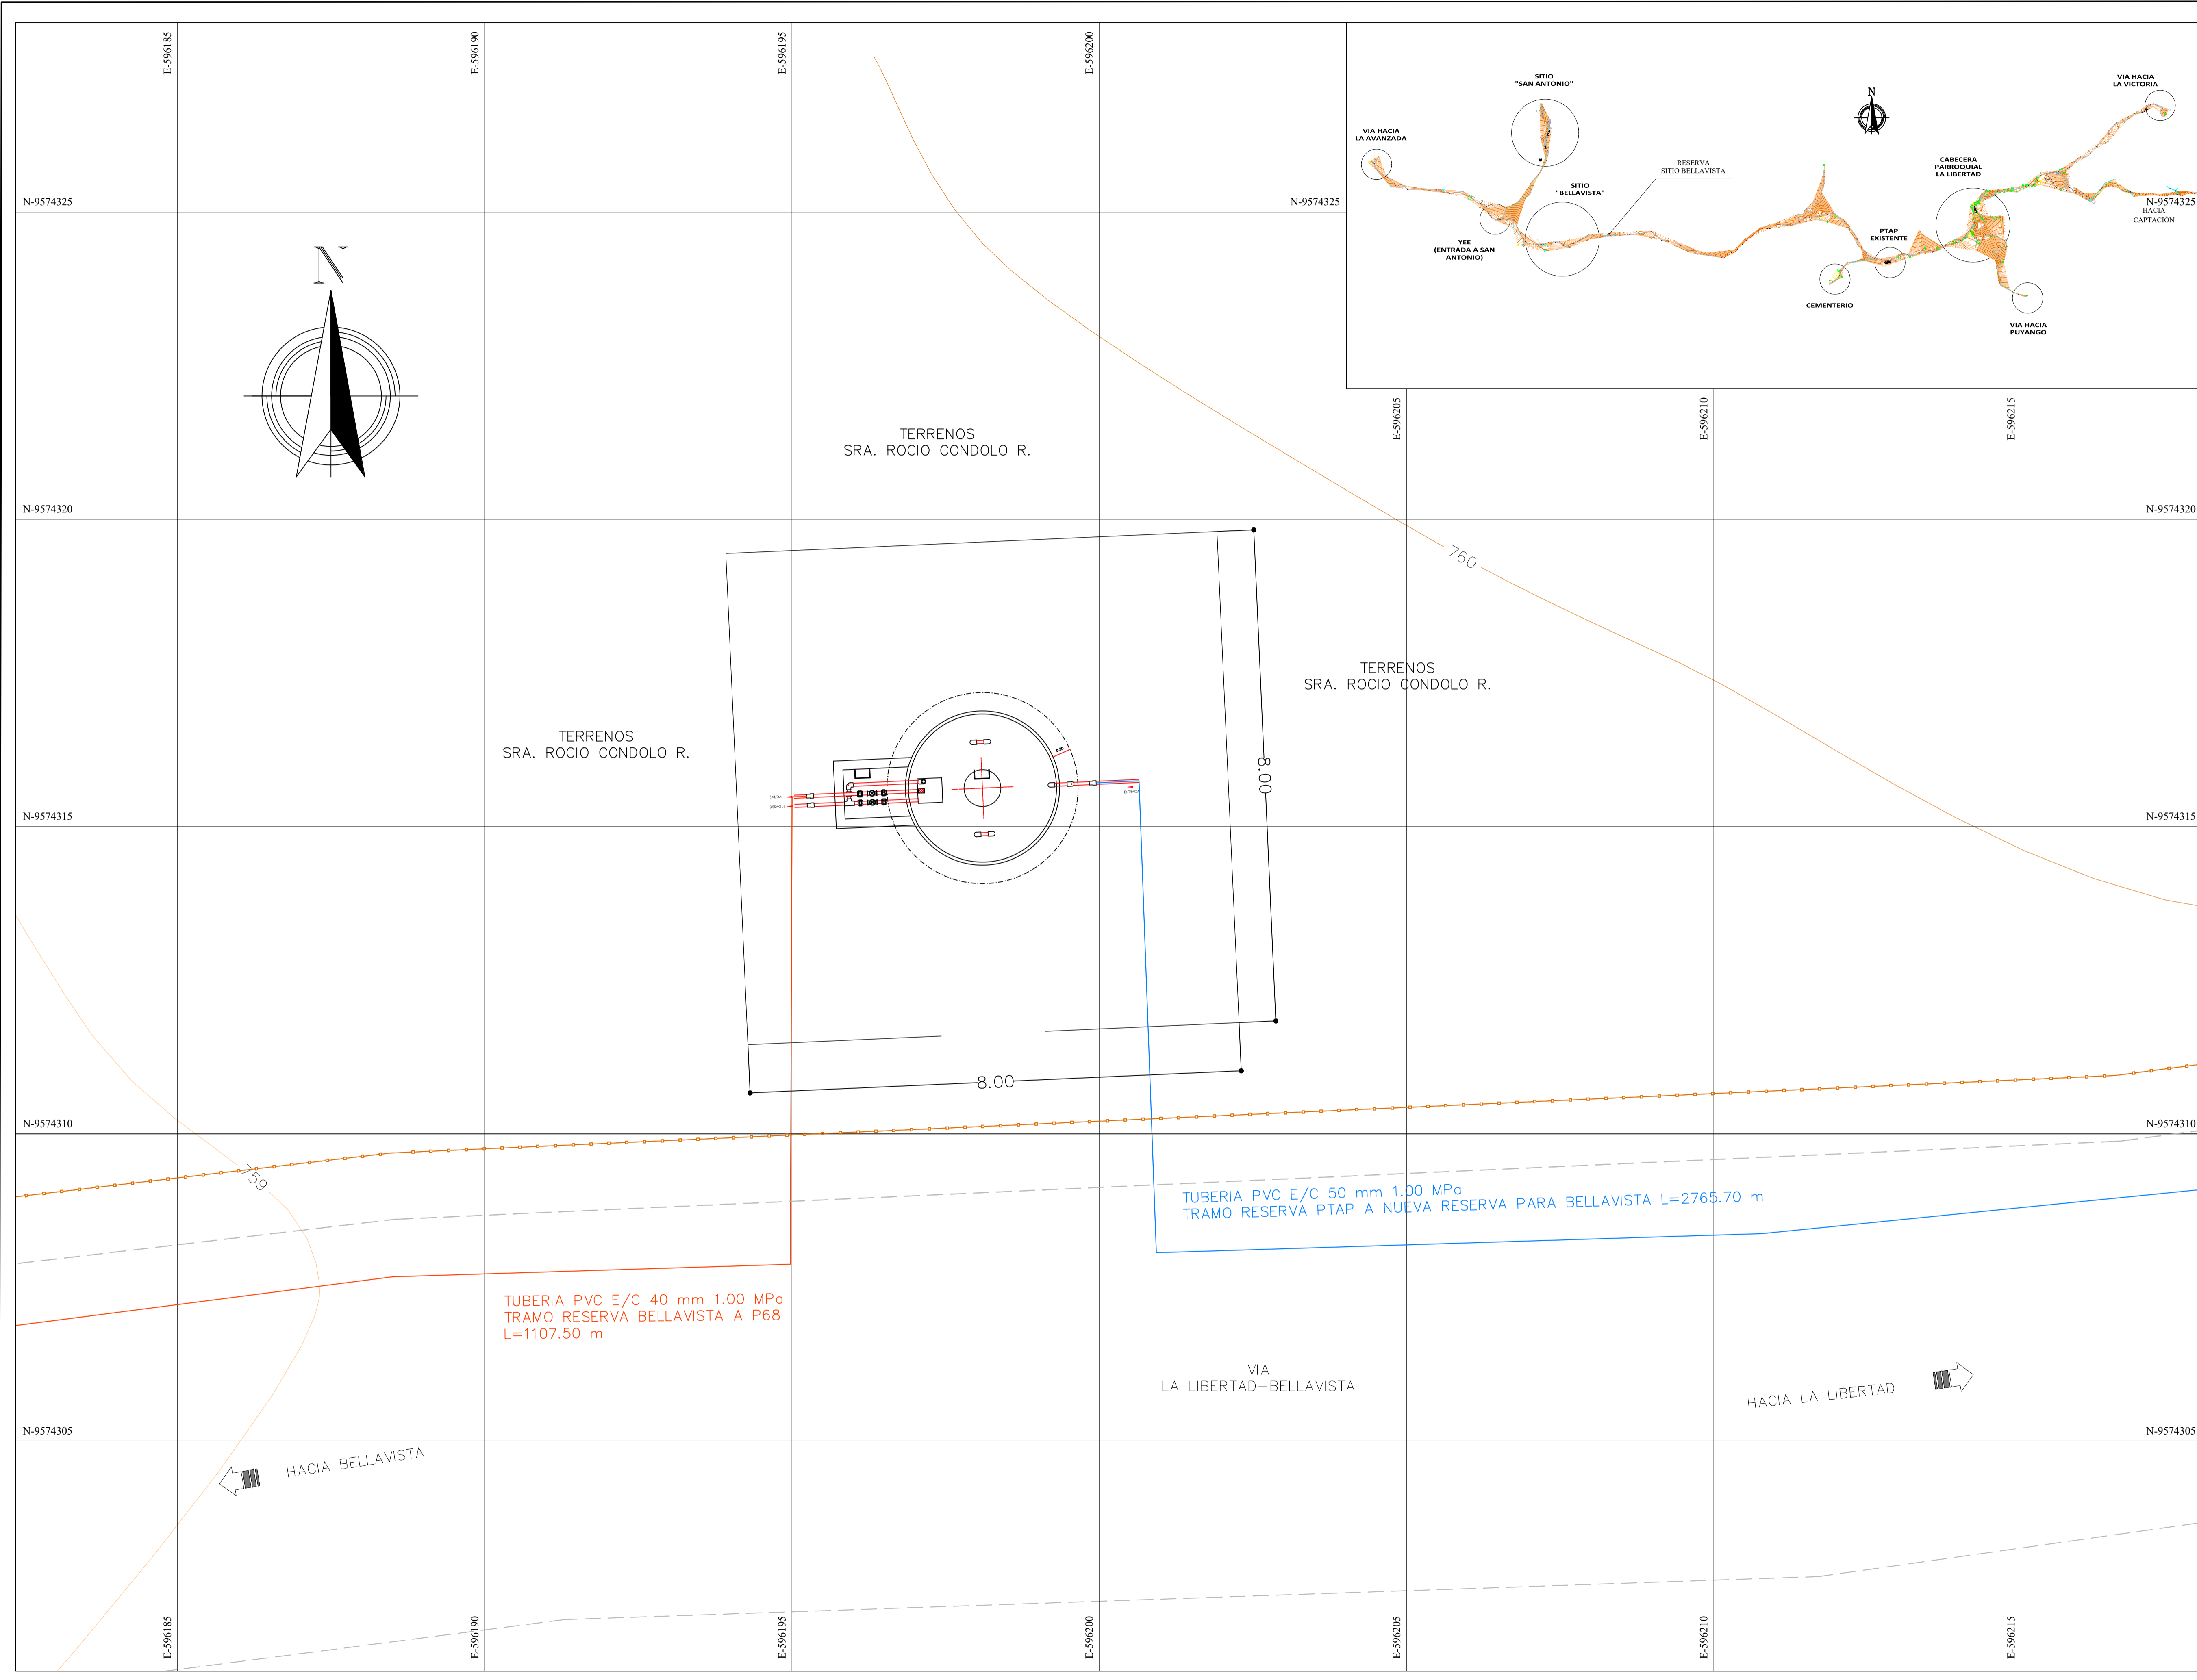 E-596185
E-596190
E-596195
E-596200
SITIO
"SAN ANTONIO"
VIA HACIA
LA VICTORIA
N
VIA HACIA
LA AVANZADA
RESERVA
SITIO BELLAVISTA
CABECERA
PARROQUIAL
LA LIBERTAD
SITIO
"BELLAVISTA"
N-9574325
N-9574325
N-9574325
HACIA
CAPTACIÓN
YEE
(ENTRADA A SAN
ANTONIO)
PTAP
EXISTENTE
CEMENTERIO
VIA HACIA
PUYANGO
N
E-596205
E-596210
E-596215
TERRENOS
SRA. ROCIO CONDOLO R.
N-9574320
N-9574320
760
TERRENOS
SRA. ROCIO CONDOLO R.
TERRENOS
SRA. ROCIO CONDOLO R.
8.00
SALIDA
DESAGUE
ENTRADA
N-9574315
N-9574315
8.00
N-9574310
N-9574310
759
TUBERIA PVC E/C 50 mm 1.00 MPa
TRAMO RESERVA PTAP A NUEVA RESERVA PARA BELLAVISTA L=2765.70 m
TUBERIA PVC E/C 40 mm 1.00 MPa
TRAMO RESERVA BELLAVISTA A P68
L=1107.50 m
VIA
LA LIBERTAD-BELLAVISTA
HACIA LA LIBERTAD
N-9574305
N-9574305
HACIA BELLAVISTA
E-596185
E-596190
E-596195
E-596200
E-596205
E-596210
E-596215